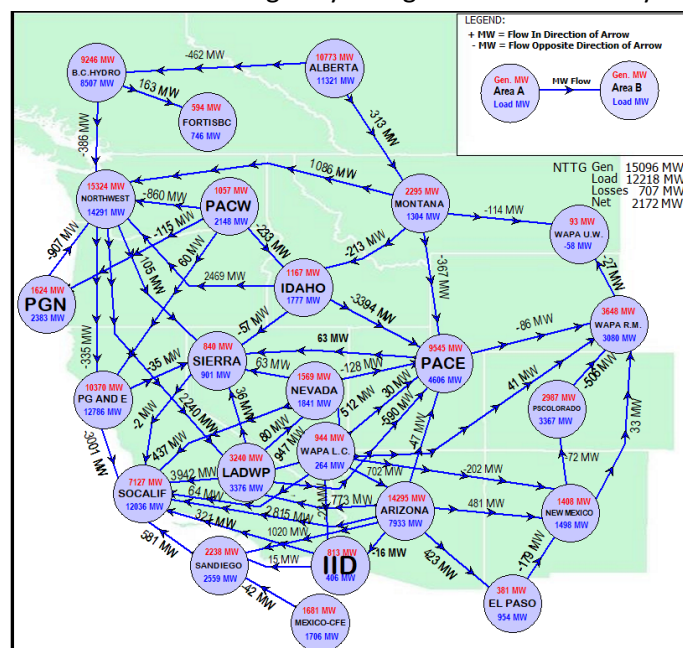 LEGEND:
+ MW = Flow In Direction of Arrow
- MW = Flow Opposite Direction of Arrow
Gen. MW
Area A
Load MW
MW Flow
Gen. MW
Area B
Load MW
NTTG Gen 15096 MW
Load 12218 MW
Losses 707 MW
Net 2172 MW
9246 MW
B.C.HYDRO
8507 MW
-462 MW
10773 MW
ALBERTA
11321 MW
163 MW
594 MW
FORTISBC
746 MW
-313 MW
-386 MW
1086 MW
15324 MW
NORTHWEST
14291 MW
-860 MW
1057 MW
PACW
2148 MW
2295 MW
MONTANA
1304 MW
-114 MW
93 MW
WAPA U.W.
-58 MW
-115 MW
-233 MW
-213 MW
-907 MW
105 MW
60 MW
2469 MW
-367 MW
-27 MW
1167 MW
IDAHO
1777 MW
1624 MW
PGN
2383 MW
-3394 MW
-57 MW
-335 MW
3648 MW
WAPA R.M.
3080 MW
-86 MW
840 MW
SIERRA
901 MW
63 MW
9545 MW
PACE
4606 MW
-35 MW
63 MW
-128 MW
10370 MW
PG AND E
12786 MW
1569 MW
NEVADA
1841 MW
-2 MW
2240 MW
36 MW
512 MW
30 MW
-590 MW
41 MW
-506 MW
2987 MW
PSCOLORADO
3367 MW
33 MW
-3001 MW
437 MW
80 MW
947 MW
944 MW
WAPA L.C.
264 MW
-47 MW
3240 MW
LADWP
3376 MW
3942 MW
702 MW
-202 MW
-72 MW
7127 MW
SOCALIF
12036 MW
64 MW
773 MW
14295 MW
ARIZONA
7933 MW
481 MW
1408 MW
NEW MEXICO
1498 MW
2815 MW
321 MW
1020 MW
581 MW
-16 MW
423 MW
-179 MW
2238 MW
SANDIEGO
2559 MW
15 MW
813 MW
IID
406 MW
381 MW
EL PASO
954 MW
-42 MW
1681 MW
MEXICO-CFE
1706 MW